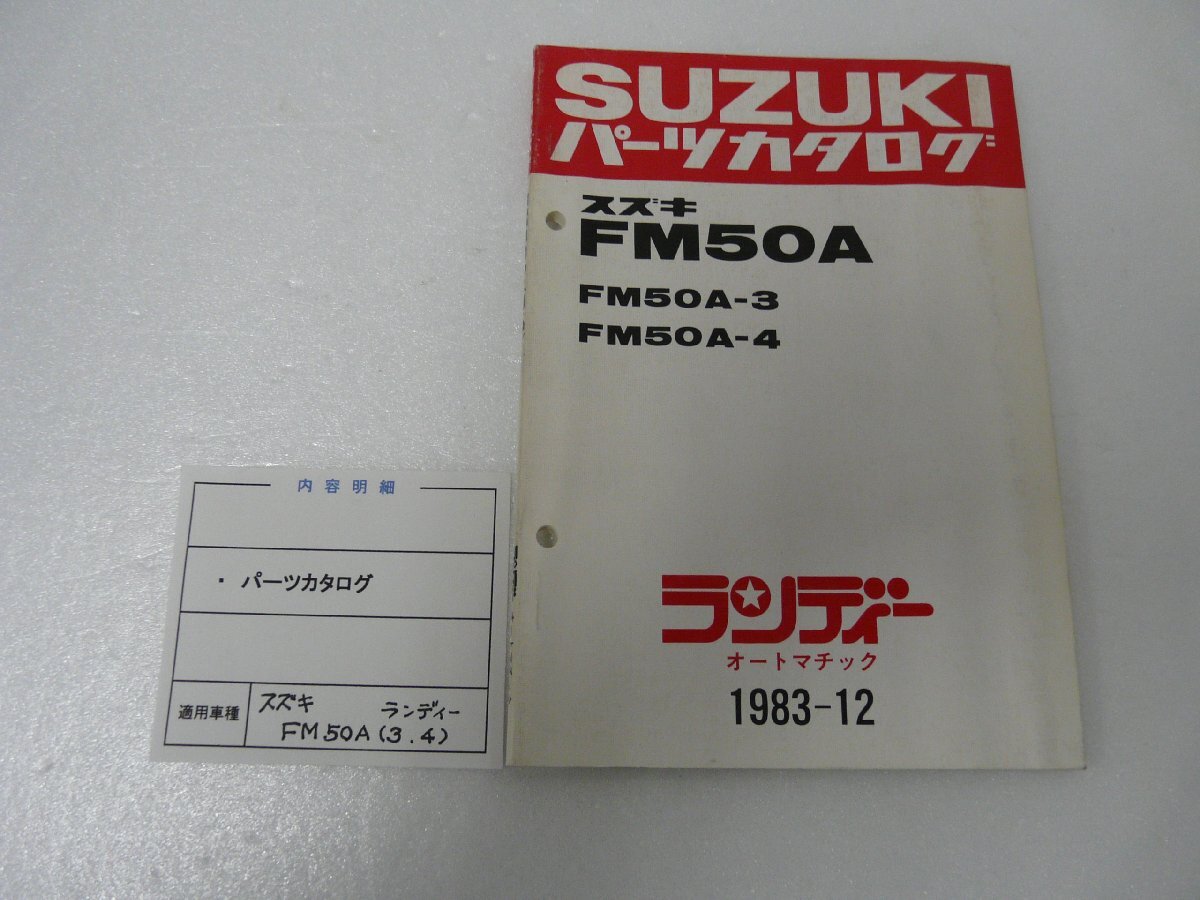 SUZUKI
パーツカタログ
スズキ
FM50A
FM50A-3
FM50A-4
ランディー
オートマチック
1983-12
内容明細
・ パーツカタログ
適用車種
スズキ ランディー
FM50A(3.4)